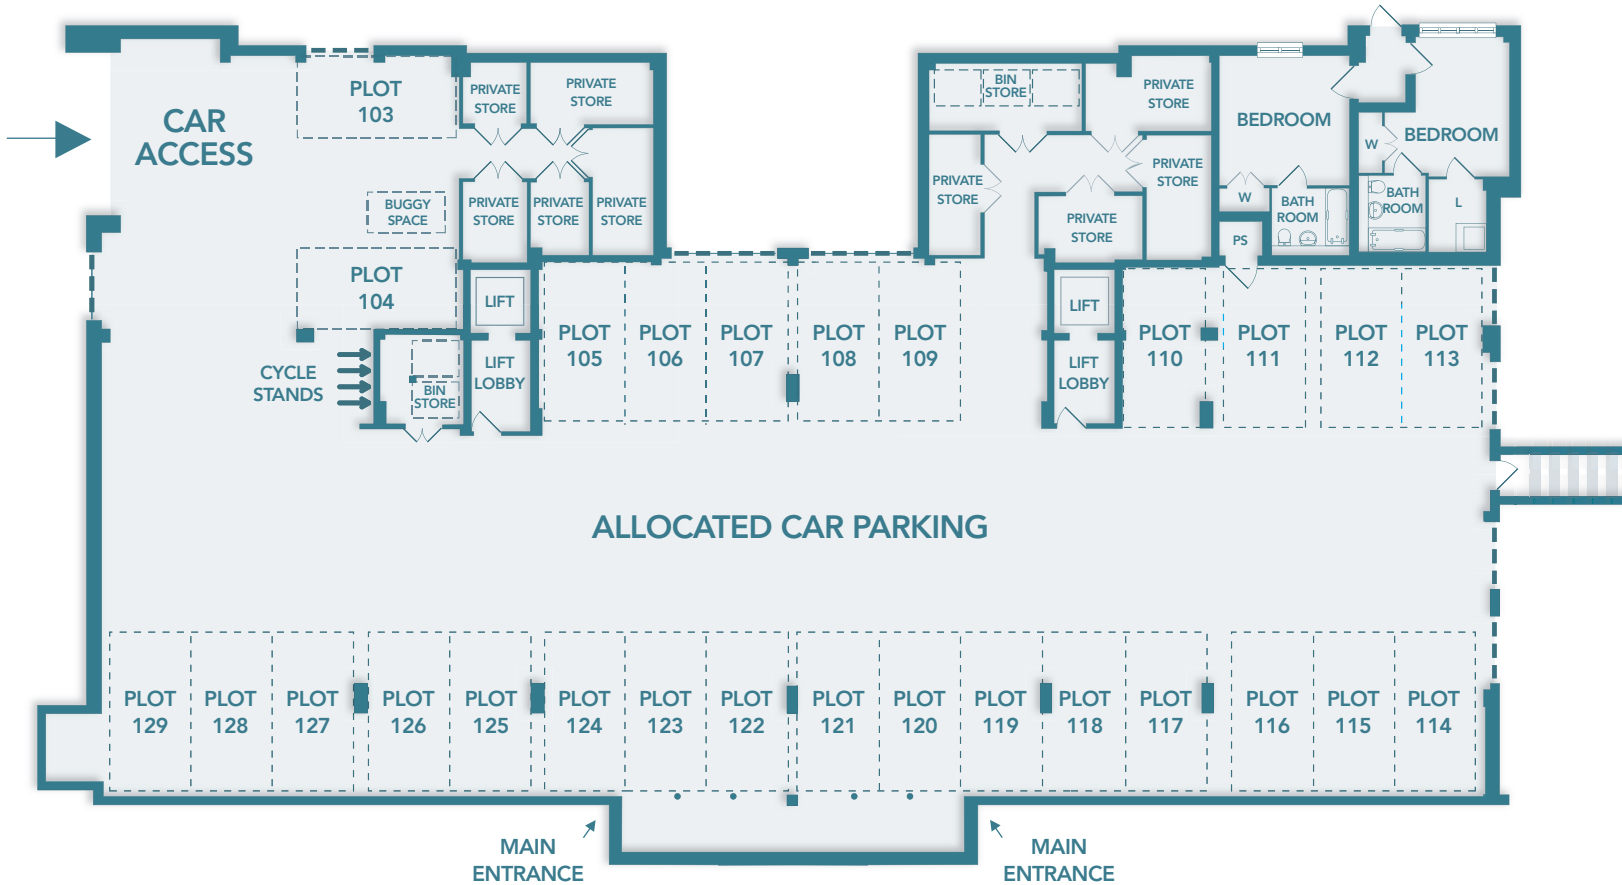 CAR
ACCESS
PLOT
103
PRIVATE
STORE
PRIVATE
STORE
BUGGY
SPACE
PRIVATE
STORE
PRIVATE
STORE
PRIVATE
STORE
PLOT
104
LIFT
LIFT
LOBBY
CYCLE
STANDS
BIN
STORE
PLOT
105
PLOT
106
PLOT
107
PLOT
108
PLOT
109
BIN
STORE
PRIVATE
STORE
PRIVATE
STORE
PRIVATE
STORE
PRIVATE
STORE
LIFT
LIFT
LOBBY
BEDROOM
W
BATH
ROOM
PS
BEDROOM
W
BATH
ROOM
L
PLOT
110
PLOT
111
PLOT
112
PLOT
113
ALLOCATED CAR PARKING
PLOT
129
PLOT
128
PLOT
127
PLOT
126
PLOT
125
PLOT
124
PLOT
123
PLOT
122
PLOT
121
PLOT
120
PLOT
119
PLOT
118
PLOT
117
PLOT
116
PLOT
115
PLOT
114
MAIN
ENTRANCE
MAIN
ENTRANCE